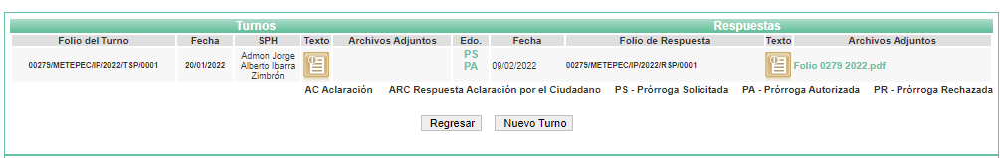 Turnos Respuestas
Folio del Turno Fecha SPH Texto Archivos Adjuntos Edo. Fecha Folio de Respuesta Texto Archivos Adjuntos
00279/METEPEC/IP/2022/TSP/0001 20/01/2022 Admon Jorge Alberto Ibarra Zimbrón PS PA 09/02/2022 00279/METEPEC/IP/2022/RSP/0001 Folio 0279 2022.pdf
AC Aclaración ARC Respuesta Aclaración por el Ciudadano PS - Prórroga Solicitada PA - Prórroga Autorizada PR - Prórroga Rechazada
Regresar Nuevo Turno